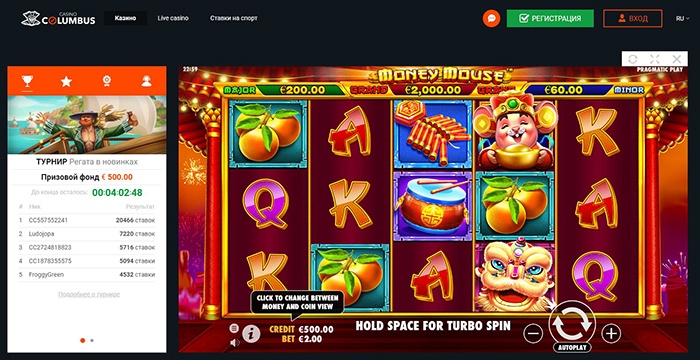 CASINO
COLUMBUS
Казино
Live casino
Ставки на спорт
РЕГИСТРАЦИЯ
ВХОД
RU
22:59
MONEY MOUSE
PRAGMATIC PLAY
MAJOR €200.00 GRAND €2,000.00 €60.00 MINOR
ТУРНИР Регата в новинках
Призовой фонд € 500.00
До конца осталось: 00:04:02:48
# Ник Результат
1 CC557552241 20466 ставок
2 Ludojopa 7220 ставок
3 CC2724818823 5716 ставок
4 CC1878355575 5094 ставки
5 FroggyGreen 4532 ставки
Подробнее о турнире
A K
Q K A Q
K A
CLICK TO CHANGE BETWEEN
MONEY AND COIN VIEW
CREDIT €500.00
BET €2.00
HOLD SPACE FOR TURBO SPIN
AUTOPLAY